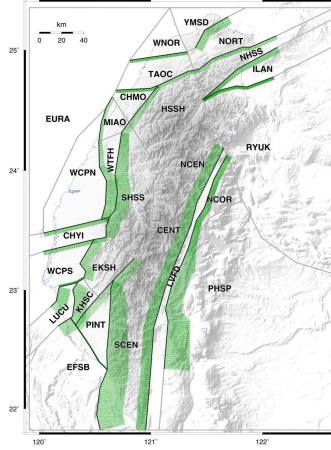 km
0 20 40
YMSD
WNOR
NORT
25˚
NHSS
TAOC
ILAN
CHMO
HSSH
EURA
MIAO
WTFH
RYUK
NCEN
24˚
WCPN
SHSS
NCOR
CENT
CHYI
WCPS
EKSH
LVFD
23˚
KHSC
PHSP
LUCU
PINT
SCEN
EFSB
22˚
120˚ 121˚ 122˚